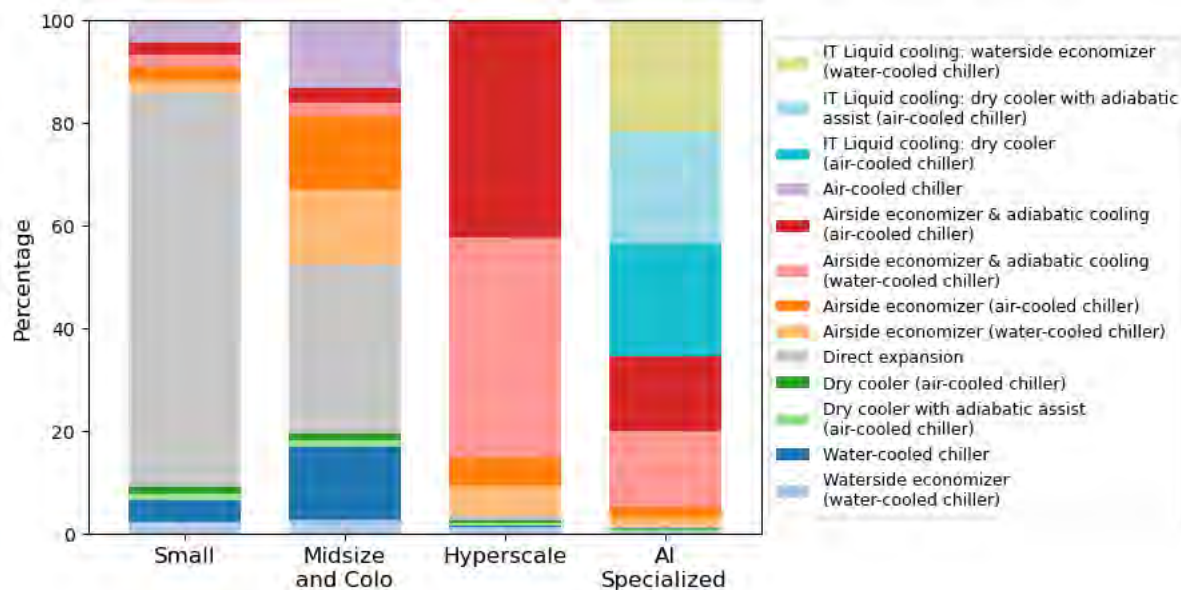 100
80
60
40
20
0
Percentage
Small
Midsize
and Colo
Hyperscale
AI
Specialized
IT Liquid cooling: waterside economizer
(water-cooled chiller)
IT Liquid cooling: dry cooler with adiabatic
assist (air-cooled chiller)
IT Liquid cooling: dry cooler
(air-cooled chiller)
Air-cooled chiller
Airside economizer & adiabatic cooling
(air-cooled chiller)
Airside economizer & adiabatic cooling
(water-cooled chiller)
Airside economizer (air-cooled chiller)
Airside economizer (water-cooled chiller)
Direct expansion
Dry cooler (air-cooled chiller)
Dry cooler with adiabatic assist
(air-cooled chiller)
Water-cooled chiller
Waterside economizer
(water-cooled chiller)